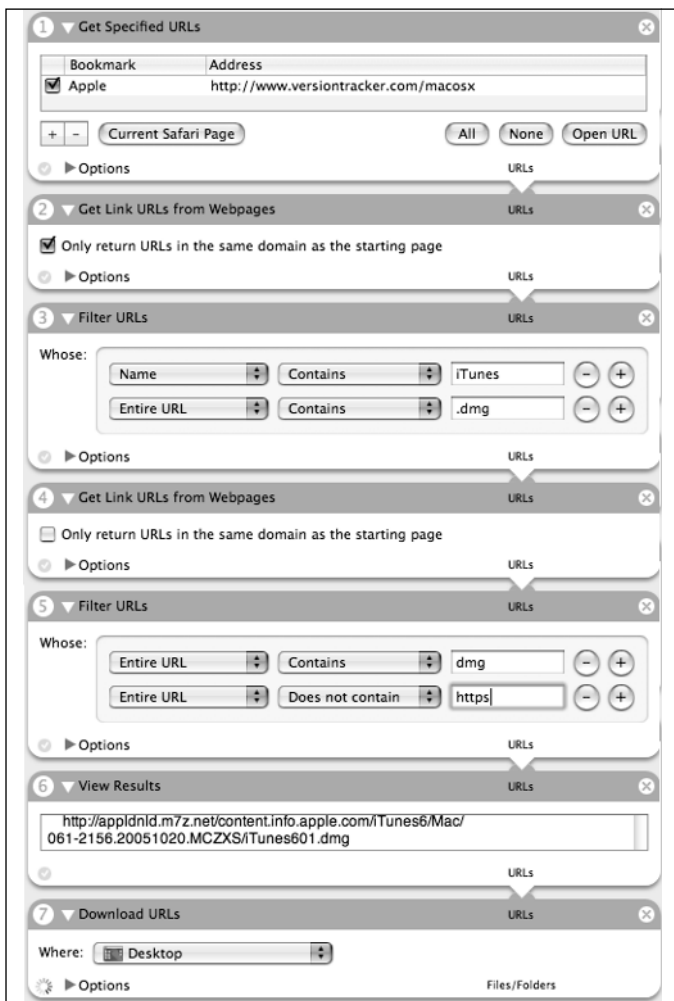 1 Get Specified URLs
Bookmark Address
Apple http://www.versiontracker.com/macosx
+ - Current Safari Page All None Open URL
Options URLs
2 Get Link URLs from Webpages URLs
Only return URLs in the same domain as the starting page
Options URLs
3 Filter URLs URLs
Whose:
Name Contains iTunes - +
Entire URL Contains .dmg - +
Options URLs
4 Get Link URLs from Webpages URLs
Only return URLs in the same domain as the starting page
Options URLs
5 Filter URLs URLs
Whose:
Entire URL Contains dmg - +
Entire URL Does not contain https - +
Options URLs
6 View Results URLs
http://appldnld.m7z.net/content.info.apple.com/iTunes6/Mac/
061-2156.20051020.MCZXS/iTunes601.dmg
URLs
7 Download URLs URLs
Where: Desktop
Options Files/Folders